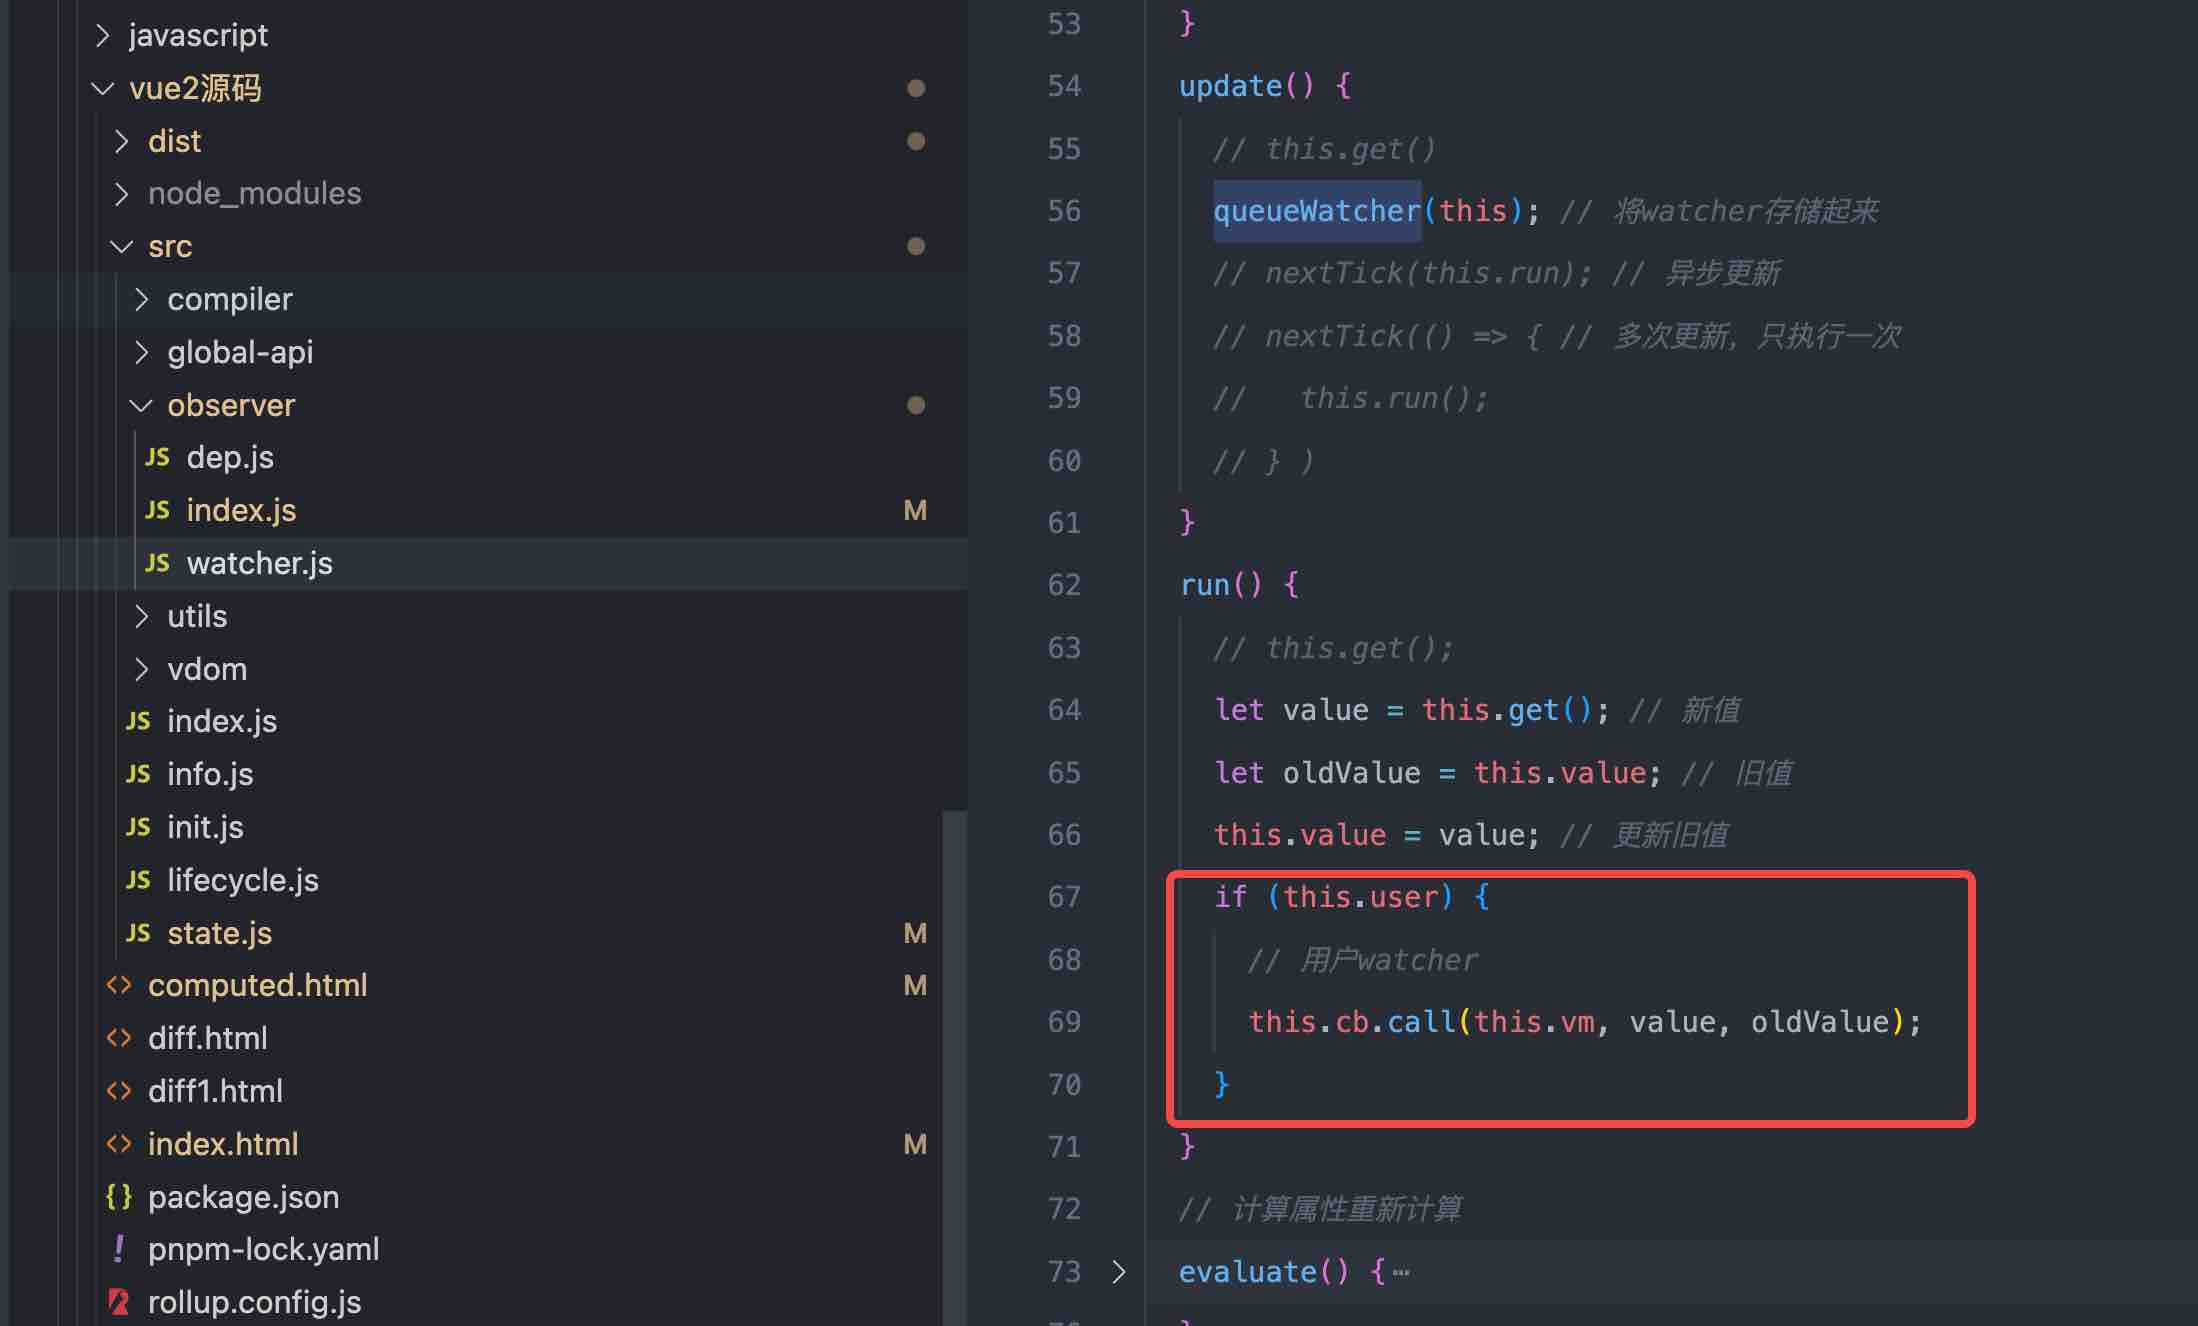 javascript
vue2源码
dist
node_modules
src
compiler
global-api
observer
JS dep.js
JS index.js M
JS watcher.js
utils
vdom
JS index.js
JS info.js
JS init.js
JS lifecycle.js
JS state.js M
<> computed.html M
<> diff.html
<> diff1.html
<> index.html M
{} package.json
! pnpm-lock.yaml
rollup.config.js
53 }
54 update() {
55 // this.get()
56 queueWatcher(this); // 将watcher存储起来
57 // nextTick(this.run); // 异步更新
58 // nextTick(() => { // 多次更新，只执行一次
59 //   this.run();
60 // } )
61 }
62 run() {
63 // this.get();
64 let value = this.get(); // 新值
65 let oldValue = this.value; // 旧值
66 this.value = value; // 更新旧值
67 if (this.user) {
68 // 用户watcher
69 this.cb.call(this.vm, value, oldValue);
70 }
71 }
72 // 计算属性重新计算
73 evaluate() {⋯